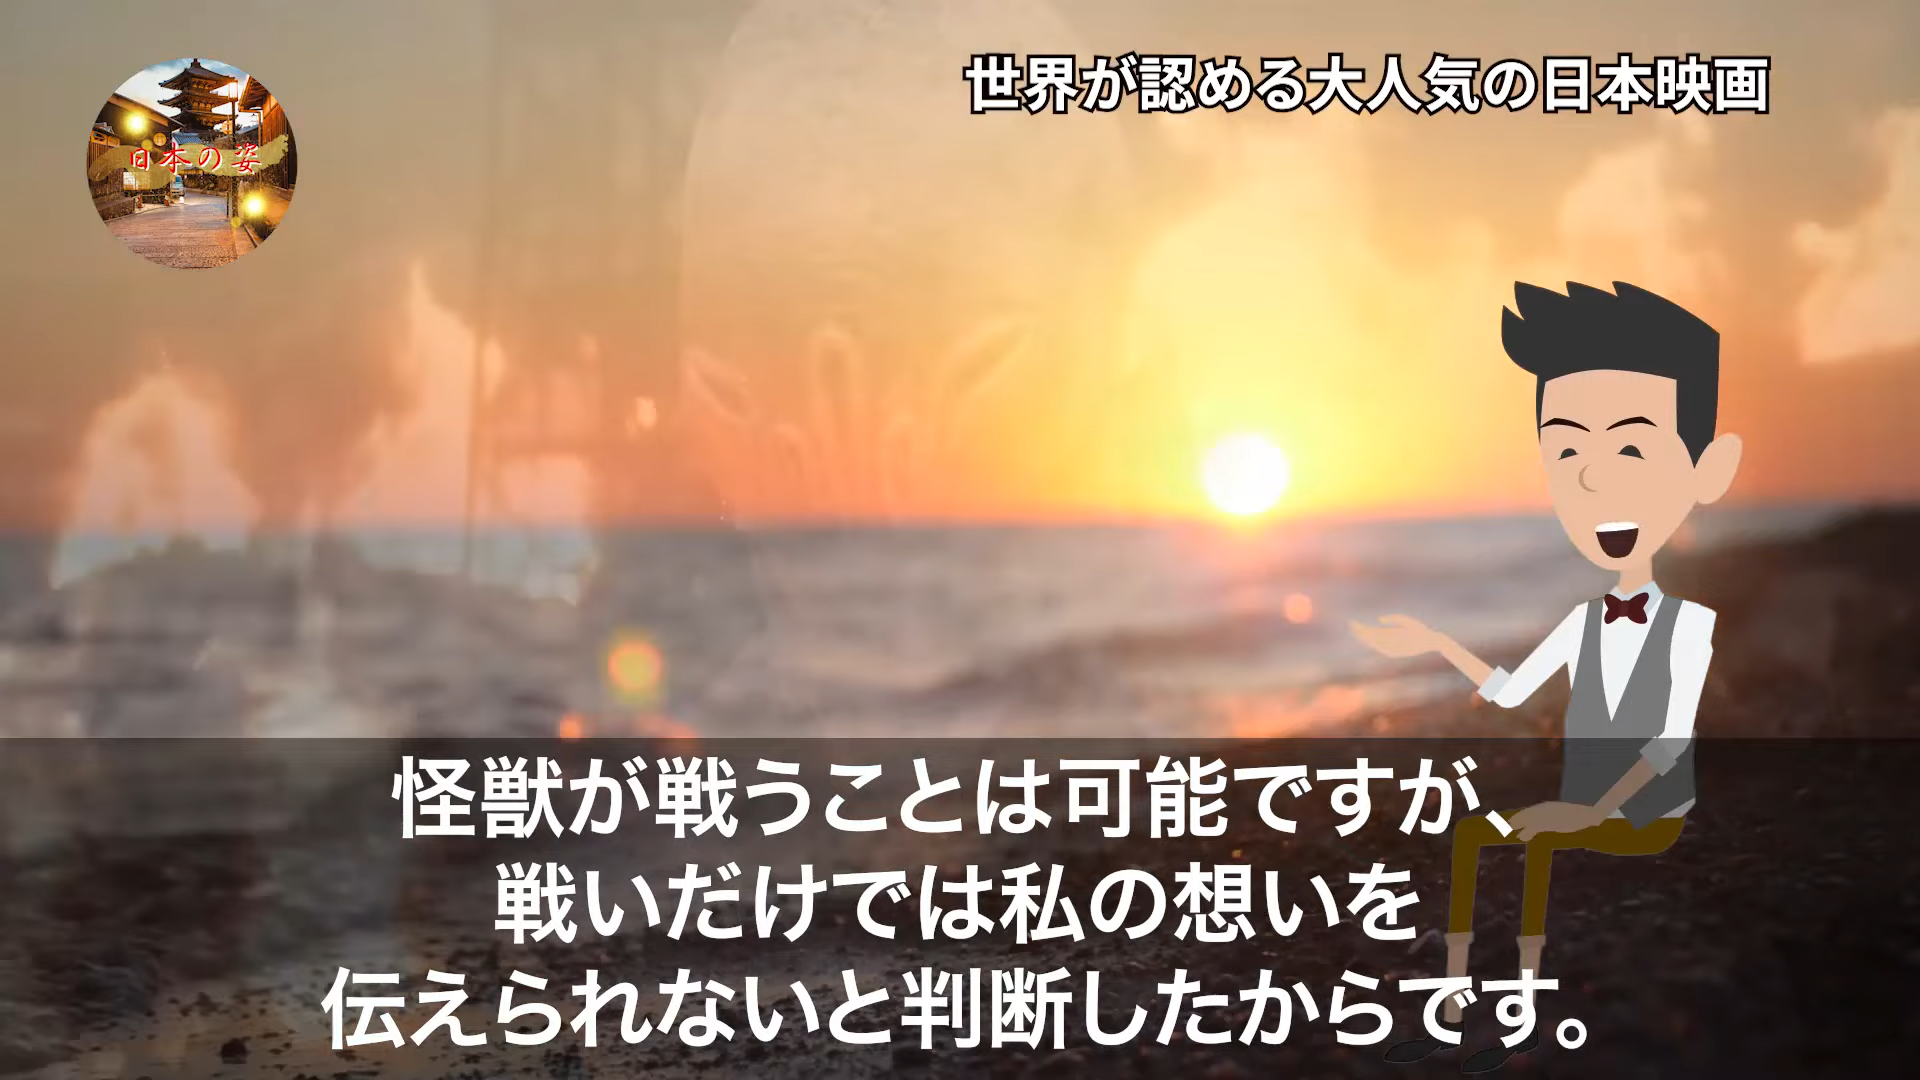 世界が認める大人気の日本映画
日本の姿
怪獣が戦うことは可能ですが、
戦いだけでは私の想いを
伝えられないと判断したからです。